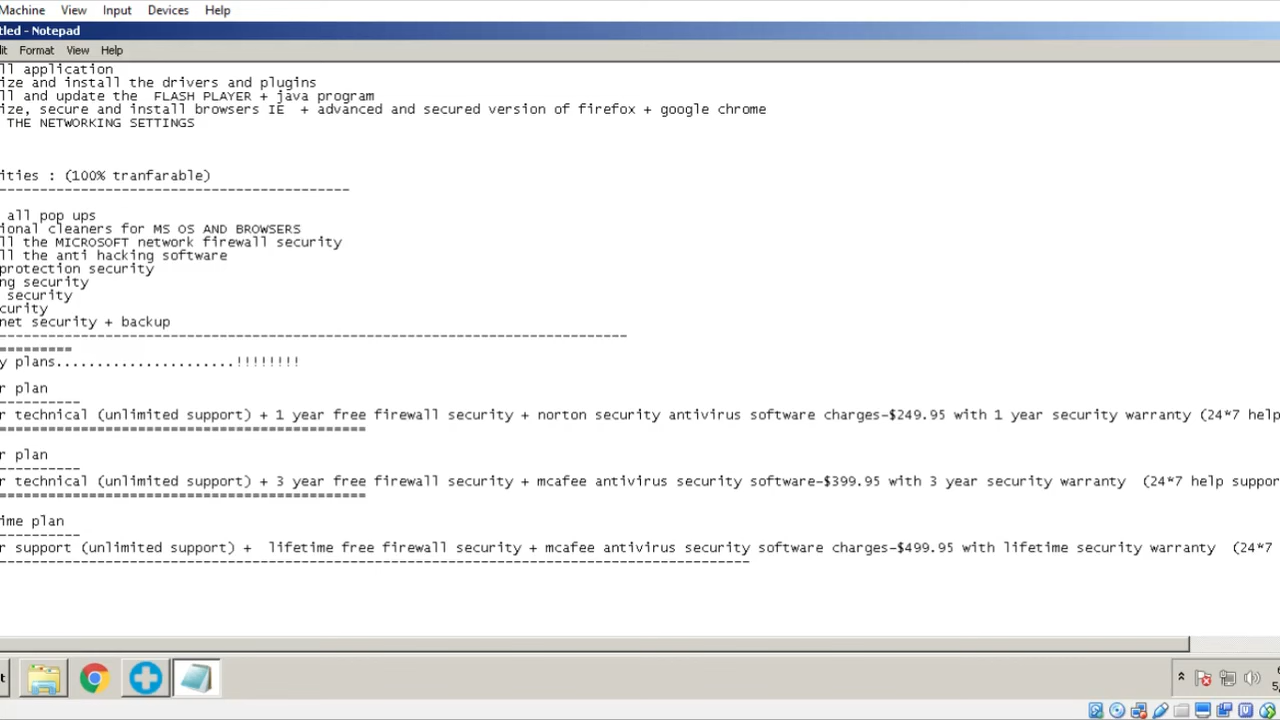 Machine View Input Devices Help
tled - Notepad
it Format View Help
ll application
ize and install the drivers and plugins
ll and update the FLASH PLAYER + java program
ize, secure and install browsers IE + advanced and secured version of firefox + google chrome
THE NETWORKING SETTINGS
ities : (100% tranfarable)
-------------------------------------------
all pop ups
ional cleaners for MS OS AND BROWSERS
ll the MICROSOFT network firewall security
ll the anti hacking software
protection security
ng security
security
curity
net security + backup
-----------------------------------------------------------------------------
=========
y plans......................!!!!!!!!
r plan
----------
r technical (unlimited support) + 1 year free firewall security + norton security antivirus software charges-$249.95 with 1 year security warranty (24*7 help
=============================================
r plan
----------
r technical (unlimited support) + 3 year free firewall security + mcafee antivirus security software-$399.95 with 3 year security warranty (24*7 help suppor
=============================================
ime plan
----------
r support (unlimited support) + lifetime free firewall security + mcafee antivirus security software charges-$499.95 with lifetime security warranty (24*7
--------------------------------------------------------------------------------------------
t